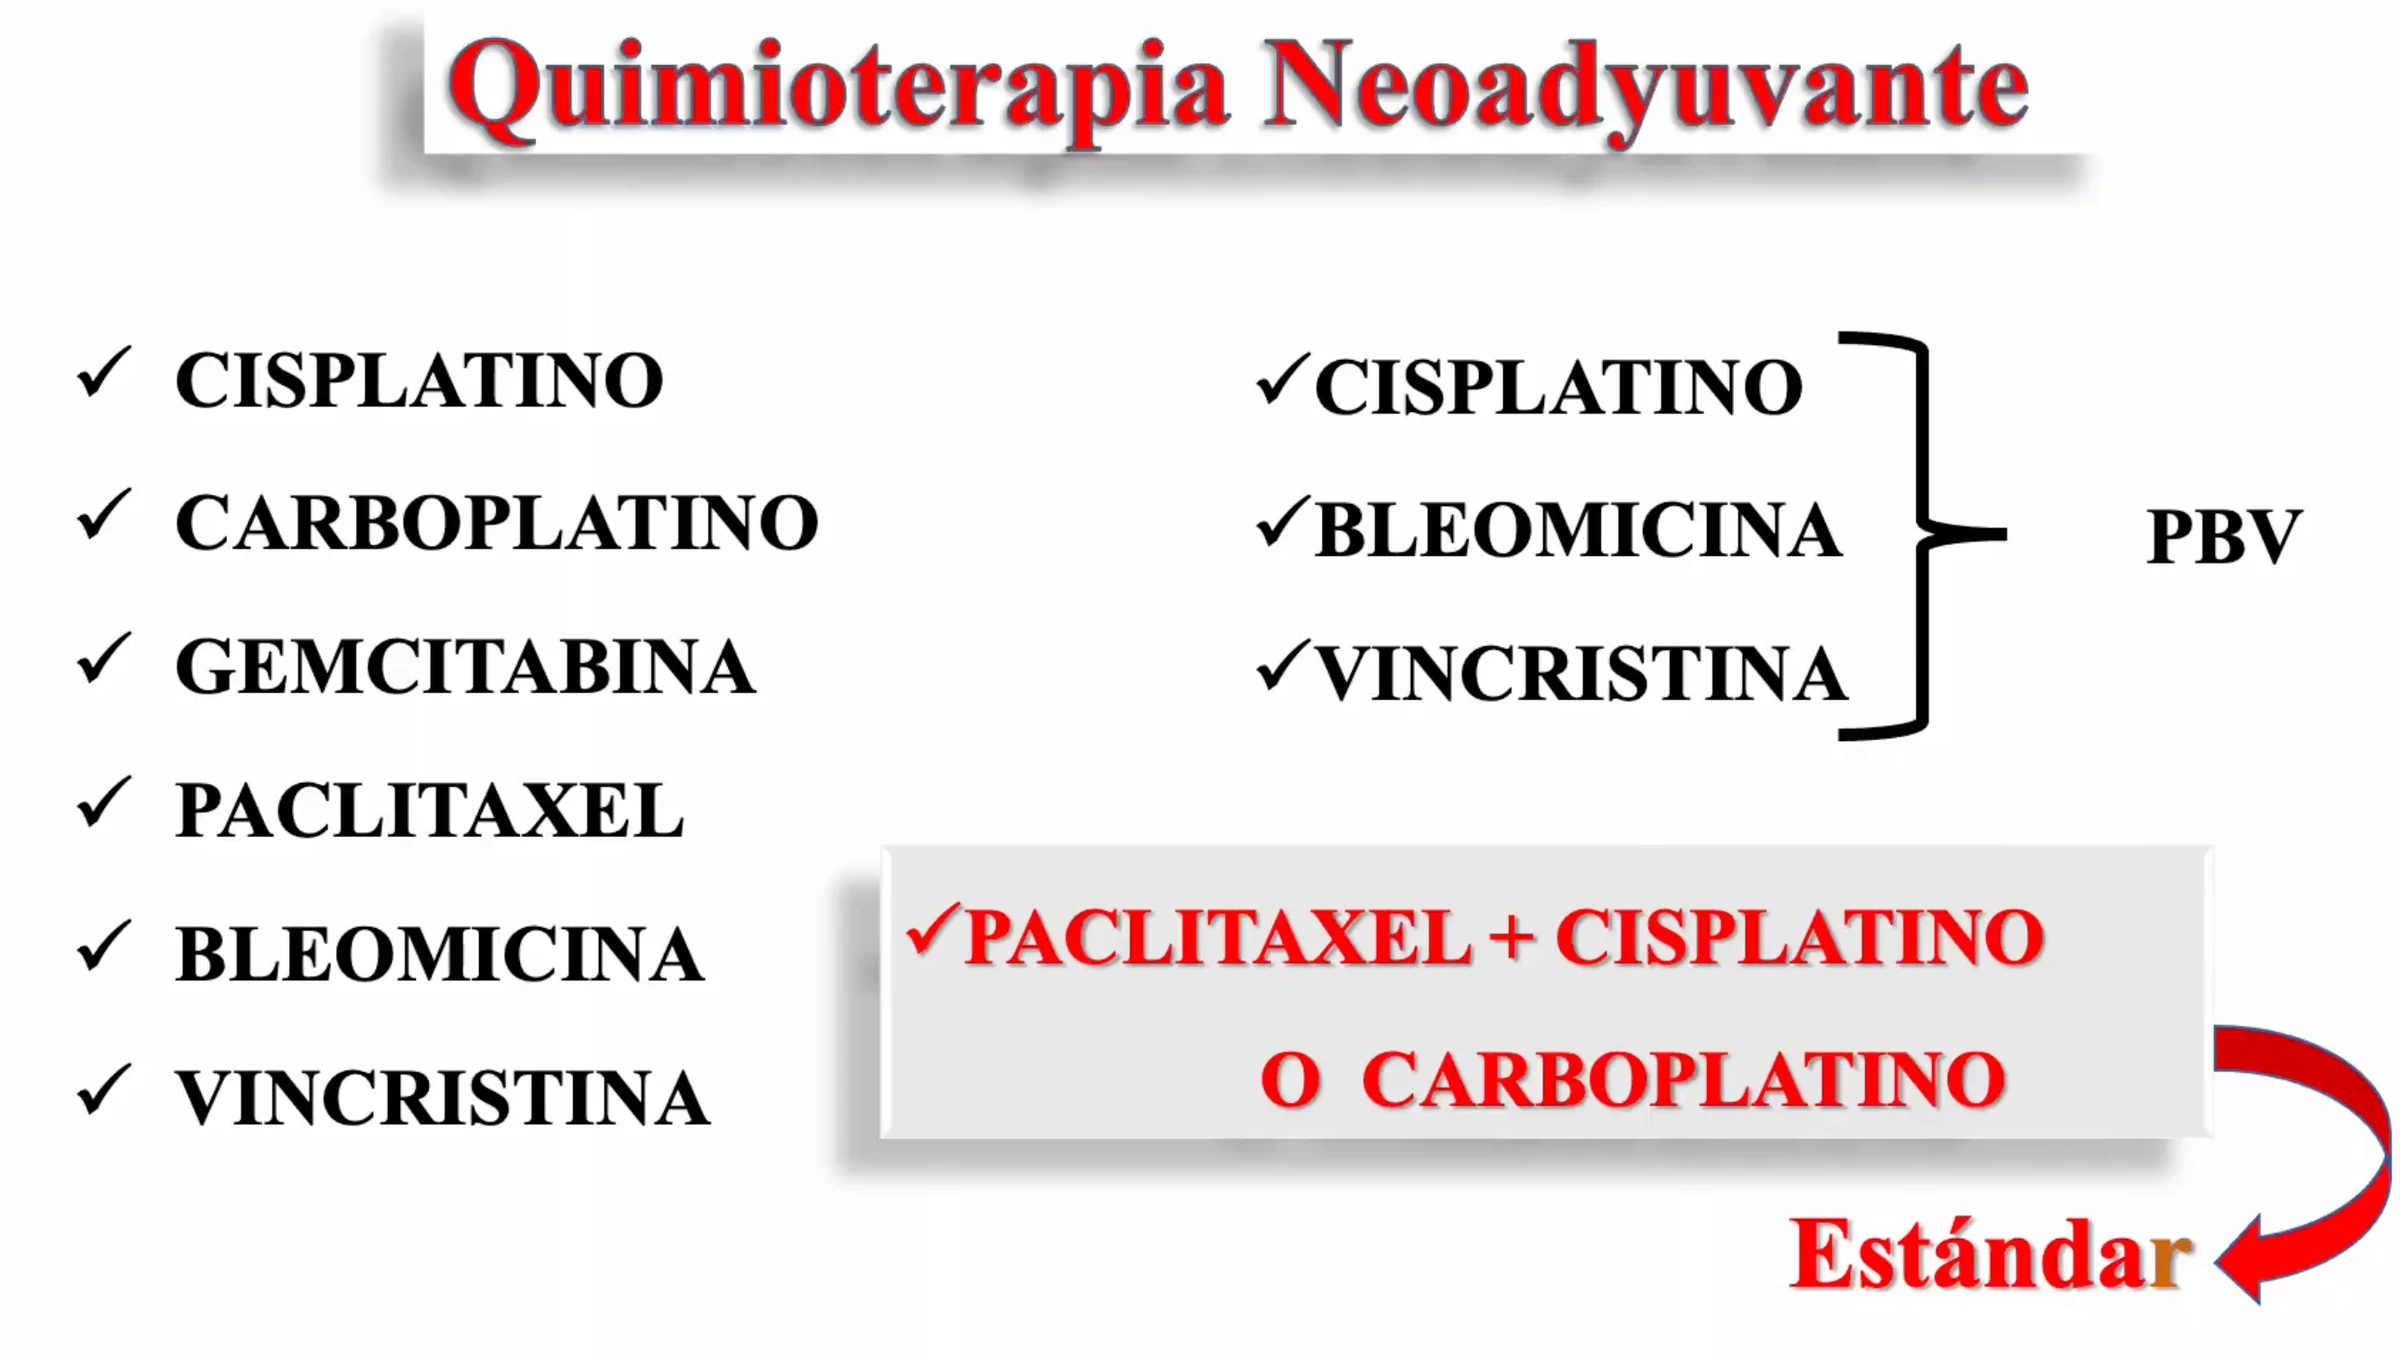 Quimioterapia Neoadyuvante
✓ CISPLATINO
✓ CARBOPLATINO
✓ GEMCITABINA
✓ PACLITAXEL
✓ BLEOMICINA
✓ VINCRISTINA
✓CISPLATINO
✓BLEOMICINA
✓VINCRISTINA
PBV
✓PACLITAXEL + CISPLATINO
O CARBOPLATINO
Estándar